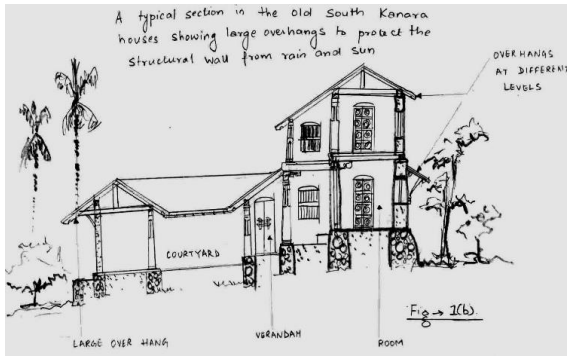 A typical section in the old South Kanara
houses showing large overhangs to protect the
structural wall from rain and sun
OVER HANGS
AT DIFFERENT
LEVELS
COURTYARD
Fig → 1(b).
LARGE OVER HANG
VERANDAH
ROOM